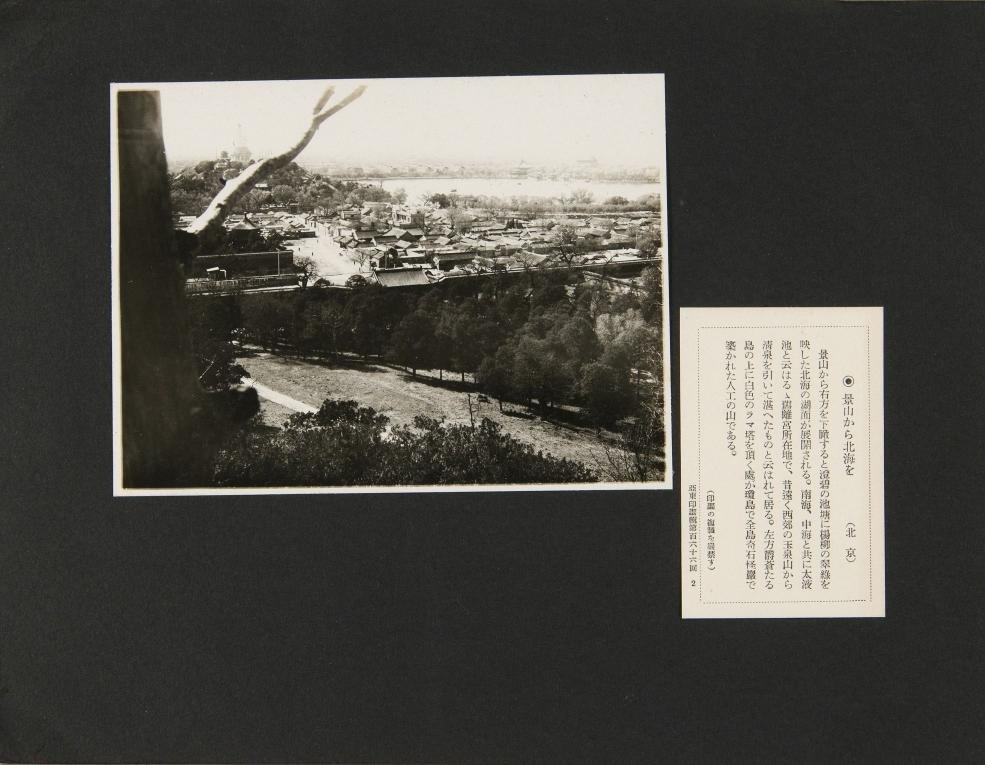 ◉ 景山から北海を　（北京）
景山から右方を下瞰すると澄碧の池塘に楊柳の翠綠を
映した北海の湖面が展開される。南海、中海と共に太液
池と云はるゝ舊離宮所在地で、昔遠く西郊の玉泉山から
淸泉を引いて湛へたものと云はれて居る。左方鬱蒼たる
島の上に白色のラマ塔を頂く處が瓊島で全島奇石怪巖で
築かれた人工の山である。
（印畫の複製を嚴禁す）
亞東印畫輯第百六十六回　2